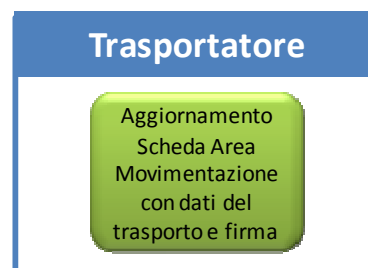 Trasportatore
Aggiornamento
Scheda Area
Movimentazione
con dati del
trasporto e firma